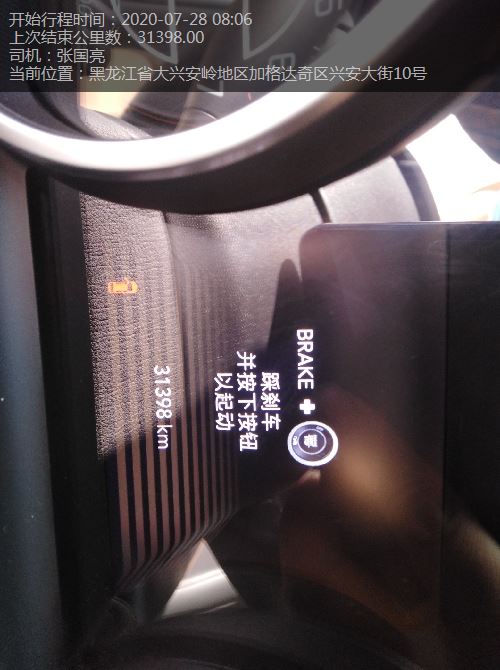 开始行程时间：2020-07-28 08:06
上次结束公里数：31398.00
司机：张国亮
当前位置：黑龙江省大兴安岭地区加格达奇区兴安大街10号
BRAKE +
踩刹车
并按下按钮
以起动
31398 km